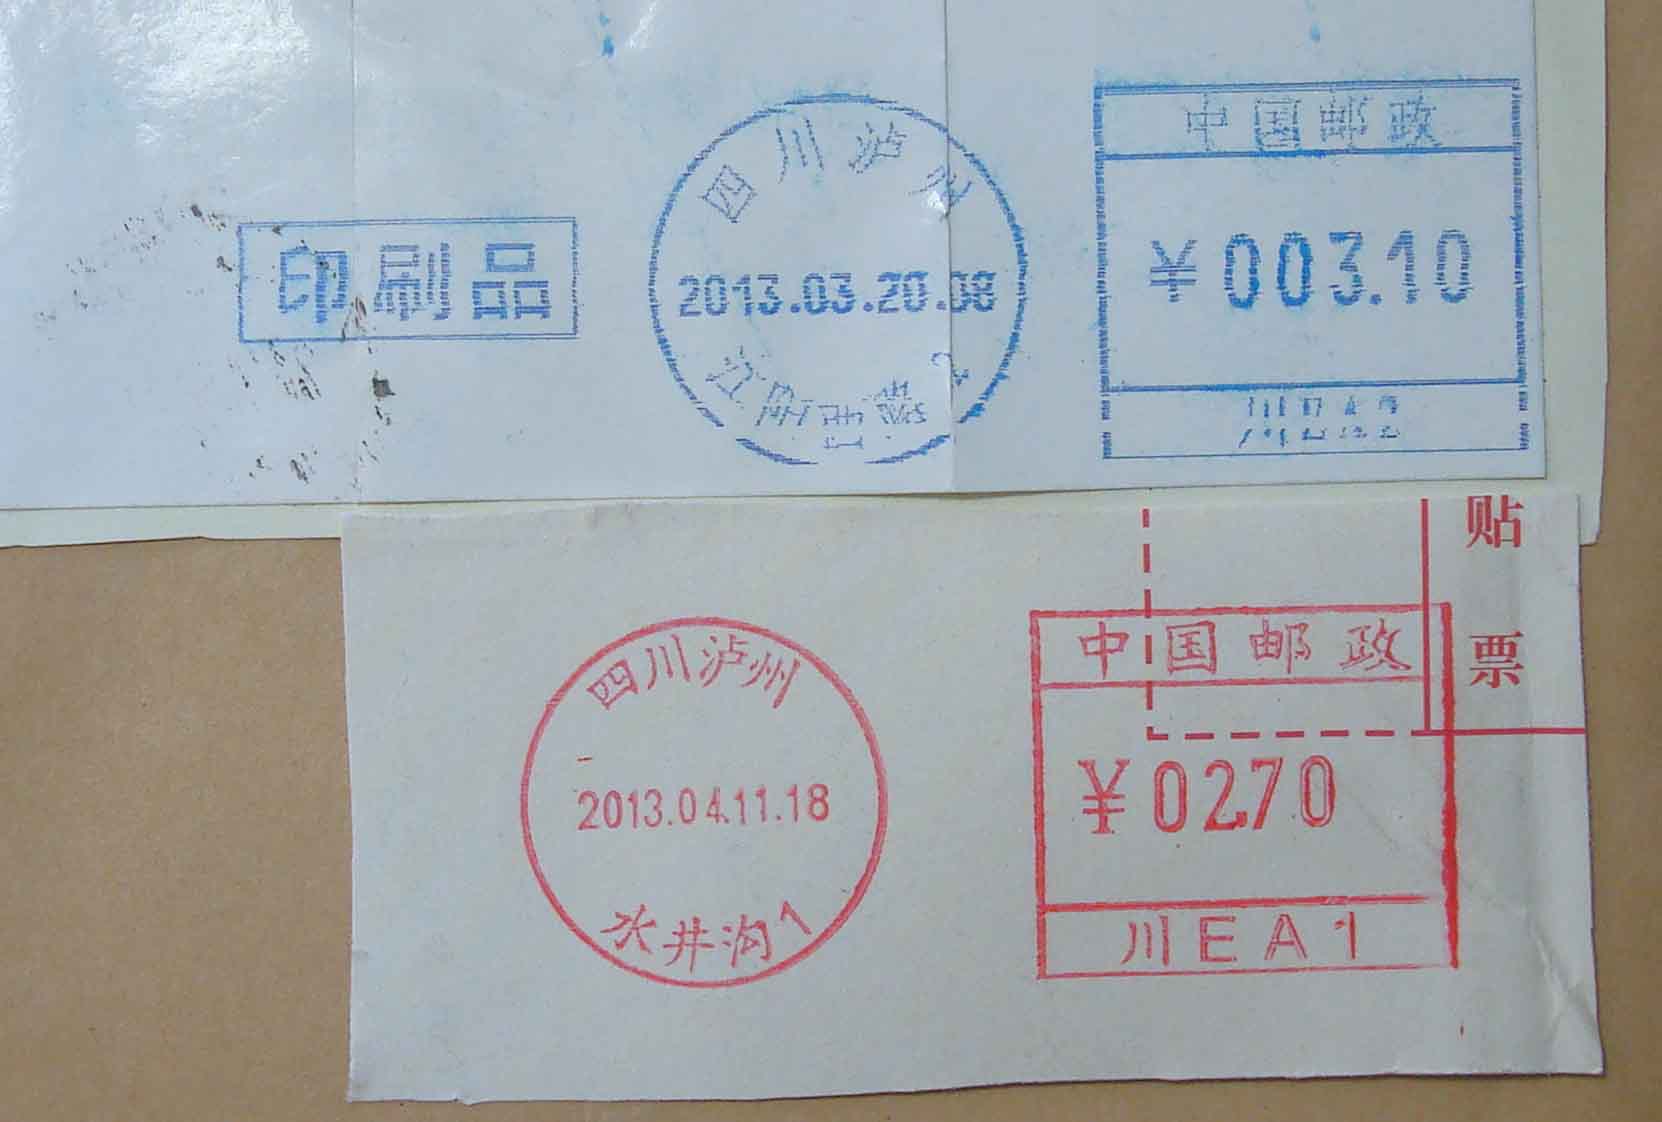 中国邮政
四川泸州
印刷品
2013.03.20.08
¥003.10
贴票
四川泸州
中国邮政
2013.04.11.18
¥02.70
井沟1
川EA1